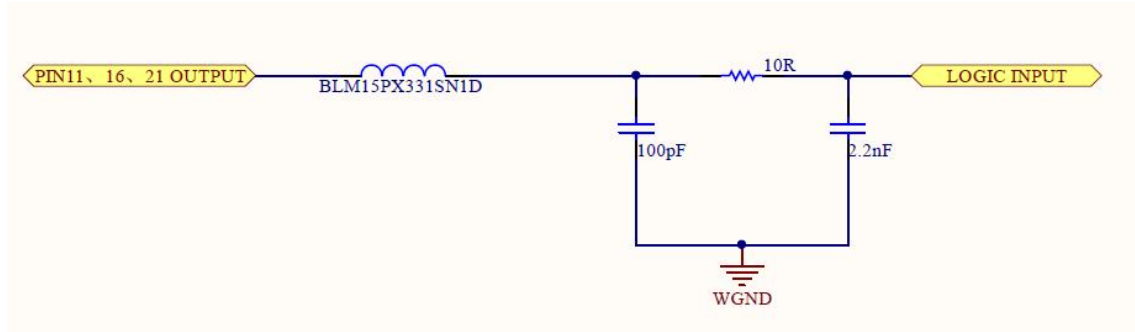 PIN11、16、21 OUTPUT
BLM15PX331SN1D
10R
LOGIC INPUT
100pF
2.2nF
WGND